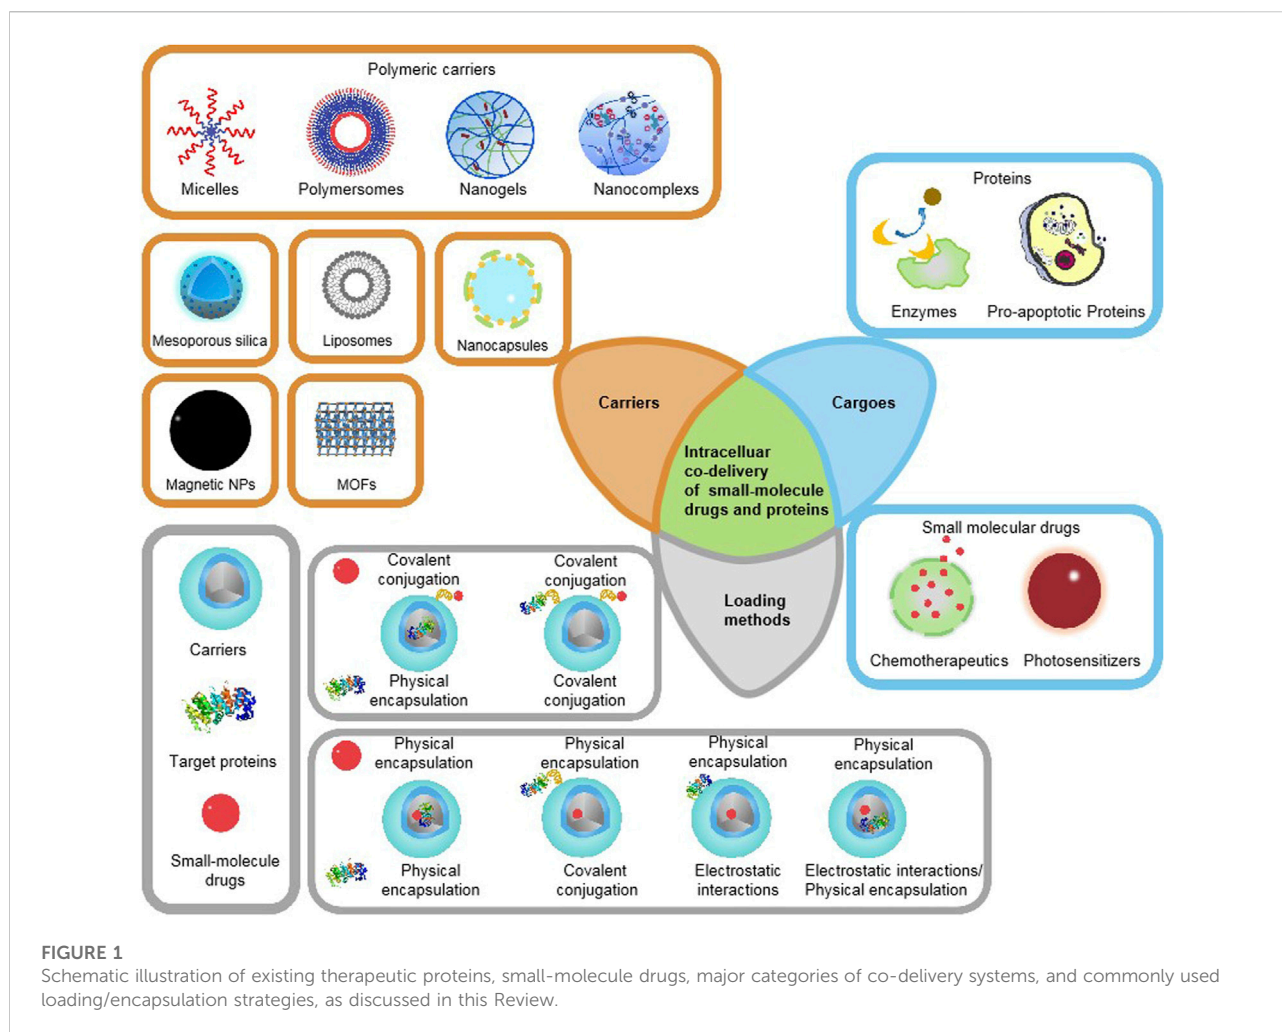 Polymeric carriers
Micelles
Polymersomes
Nanogels
Nanocomplexs
Mesoporous silica
Liposomes
Nanocapsules
Magnetic NPs
MOFs
Proteins
Enzymes
Pro-apoptotic Proteins
Carriers
Cargoes
Intracelluar
co-delivery
of small-molecule
drugs and proteins
Loading
methods
Small molecular drugs
Chemotherapeutics
Photosensitizers
Carriers
Target proteins
Small-molecule
drugs
Covalent
conjugation
Physical
encapsulation
Covalent
conjugation
Covalent
conjugation
Physical
encapsulation
Physical
encapsulation
Physical
encapsulation
Covalent
conjugation
Physical
encapsulation
Electrostatic
interactions
Physical
encapsulation
Electrostatic interactions/
Physical encapsulation
FIGURE 1
Schematic illustration of existing therapeutic proteins, small-molecule drugs, major categories of co-delivery systems, and commonly used
loading/encapsulation strategies, as discussed in this Review.